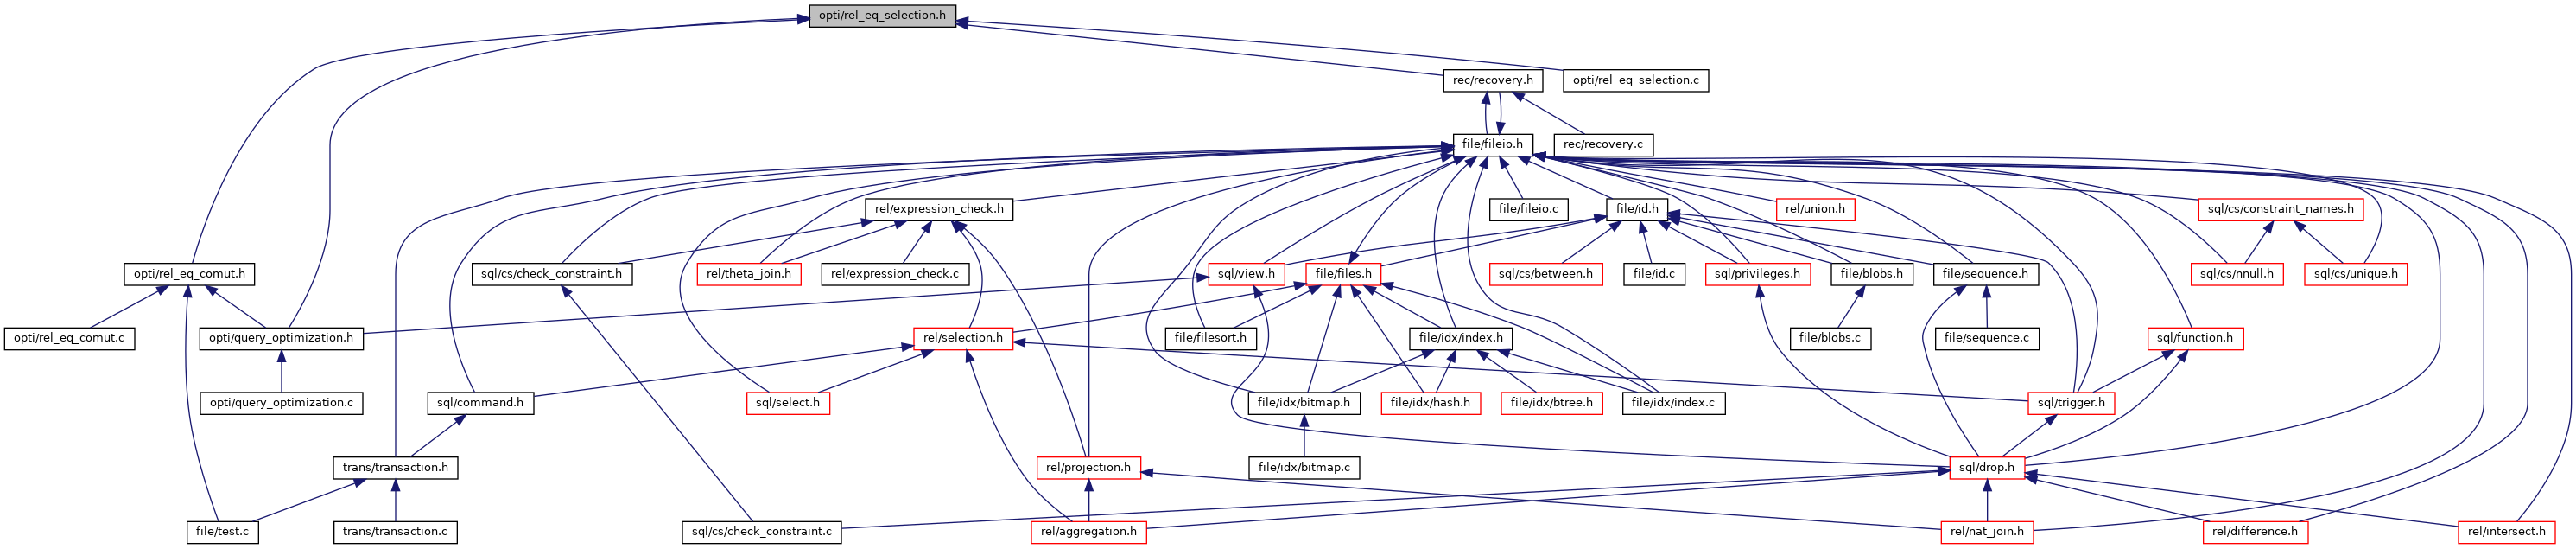 opti/rel_eq_selection.h
rec/recovery.h
opti/rel_eq_selection.c
file/fileio.h
rec/recovery.c
rel/expression_check.h
file/fileio.c
file/id.h
rel/union.h
sql/cs/constraint_names.h
opti/rel_eq_comut.h
sql/cs/check_constraint.h
rel/theta_join.h
rel/expression_check.c
sql/view.h
file/files.h
sql/cs/between.h
file/id.c
sql/privileges.h
file/blobs.h
file/sequence.h
sql/cs/nnull.h
sql/cs/unique.h
opti/rel_eq_comut.c
opti/query_optimization.h
rel/selection.h
file/filesort.h
file/idx/index.h
file/blobs.c
file/sequence.c
sql/function.h
opti/query_optimization.c
sql/command.h
sql/select.h
file/idx/bitmap.h
file/idx/hash.h
file/idx/btree.h
file/idx/index.c
sql/trigger.h
trans/transaction.h
rel/projection.h
file/idx/bitmap.c
sql/drop.h
file/test.c
trans/transaction.c
sql/cs/check_constraint.c
rel/aggregation.h
rel/nat_join.h
rel/difference.h
rel/intersect.h